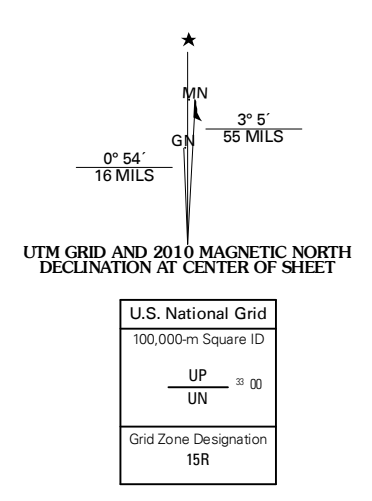 ★
MN
3° 5´
GN
55 MILS
0° 54´
16 MILS
UTM GRID AND 2010 MAGNETIC NORTH
DECLINATION AT CENTER OF SHEET
U.S. National Grid
100,000-m Square ID
UP
33 00
UN
Grid Zone Designation
15R